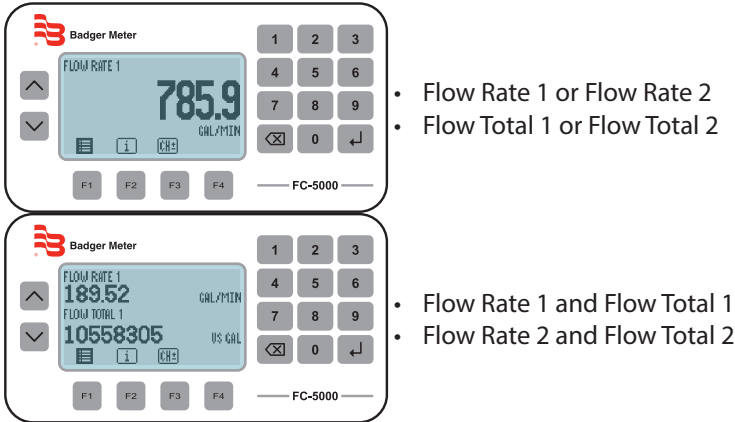 Badger Meter
FLOW RATE 1
785.9
GAL/MIN
i CH±
1 2 3
4 5 6
7 8 9
0
F1 F2 F3 F4
FC-5000
• Flow Rate 1 or Flow Rate 2
• Flow Total 1 or Flow Total 2
Badger Meter
FLOW RATE 1
189.52 GAL/MIN
FLOW TOTAL 1
10558305 US GAL
i CH±
1 2 3
4 5 6
7 8 9
0
F1 F2 F3 F4
FC-5000
• Flow Rate 1 and Flow Total 1
• Flow Rate 2 and Flow Total 2